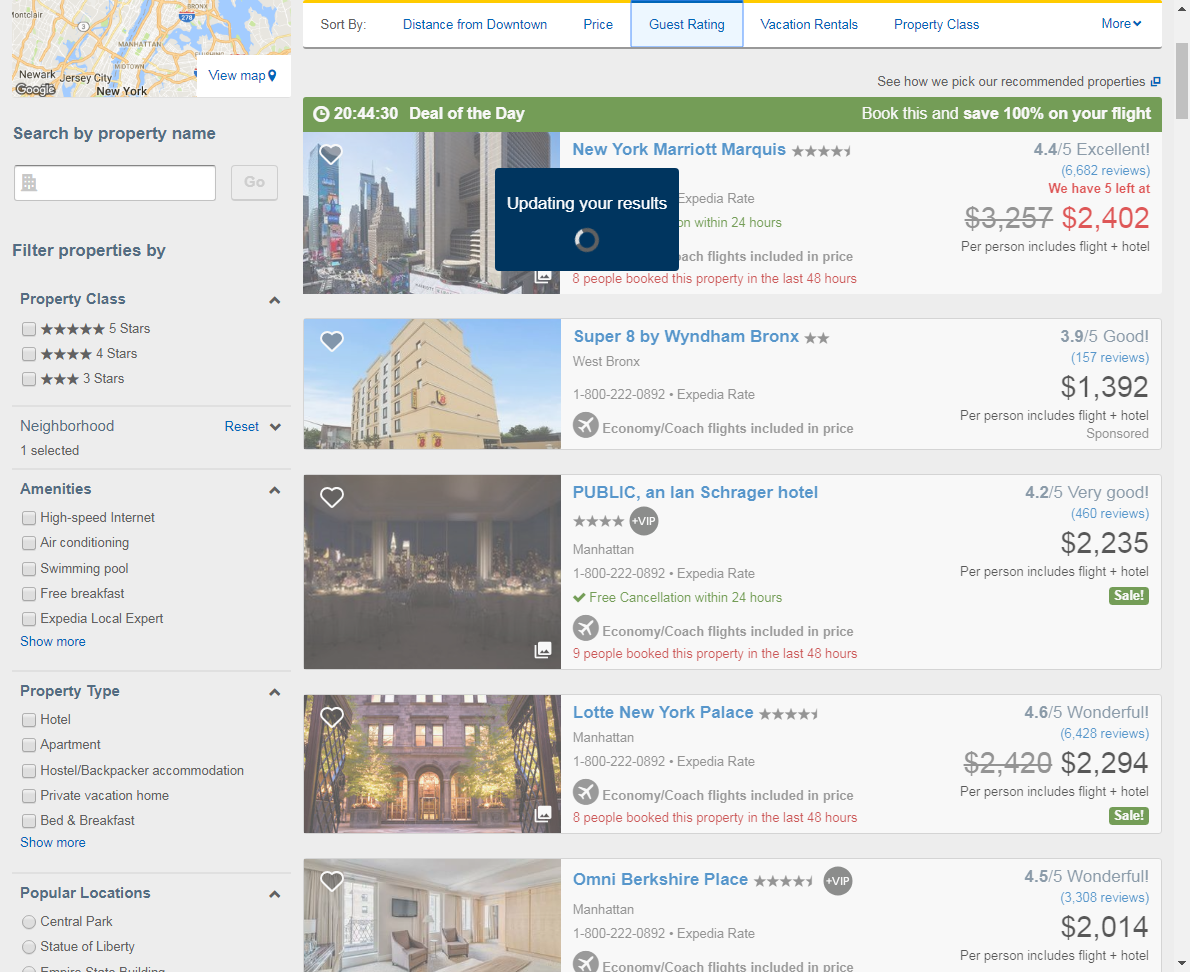 ontclair
BRONX
278
3
MANHATTAN
MIDTOWN
Newark
Jersey City
New York
Google
View map
Search by property name
Go
Filter properties by
Property Class
5 Stars
4 Stars
3 Stars
Neighborhood Reset
1 selected
Amenities
High-speed Internet
Air conditioning
Swimming pool
Free breakfast
Expedia Local Expert
Show more
Property Type
Hotel
Apartment
Hostel/Backpacker accommodation
Private vacation home
Bed & Breakfast
Show more
Popular Locations
Central Park
Statue of Liberty
Empire State Building
Sort By: Distance from Downtown Price Guest Rating Vacation Rentals Property Class More
See how we pick our recommended properties
20:44:30 Deal of the Day Book this and save 100% on your flight
New York Marriott Marquis
Expedia Rate
on within 24 hours
oach flights included in price
8 people booked this property in the last 48 hours
4.4/5 Excellent!
(6,682 reviews)
We have 5 left at
$3,257 $2,402
Per person includes flight + hotel
Updating your results
Super 8 by Wyndham Bronx
West Bronx
1-800-222-0892 • Expedia Rate
Economy/Coach flights included in price
3.9/5 Good!
(157 reviews)
$1,392
Per person includes flight + hotel
Sponsored
PUBLIC, an Ian Schrager hotel
+VIP
Manhattan
1-800-222-0892 • Expedia Rate
Free Cancellation within 24 hours
Economy/Coach flights included in price
9 people booked this property in the last 48 hours
4.2/5 Very good!
(460 reviews)
$2,235
Per person includes flight + hotel
Sale!
Lotte New York Palace
Manhattan
1-800-222-0892 • Expedia Rate
Economy/Coach flights included in price
8 people booked this property in the last 48 hours
4.6/5 Wonderful!
(6,428 reviews)
$2,420 $2,294
Per person includes flight + hotel
Sale!
Omni Berkshire Place +VIP
Manhattan
1-800-222-0892 • Expedia Rate
Economy/Coach flights included in price
4.5/5 Wonderful!
(3,308 reviews)
$2,014
Per person includes flight + hotel